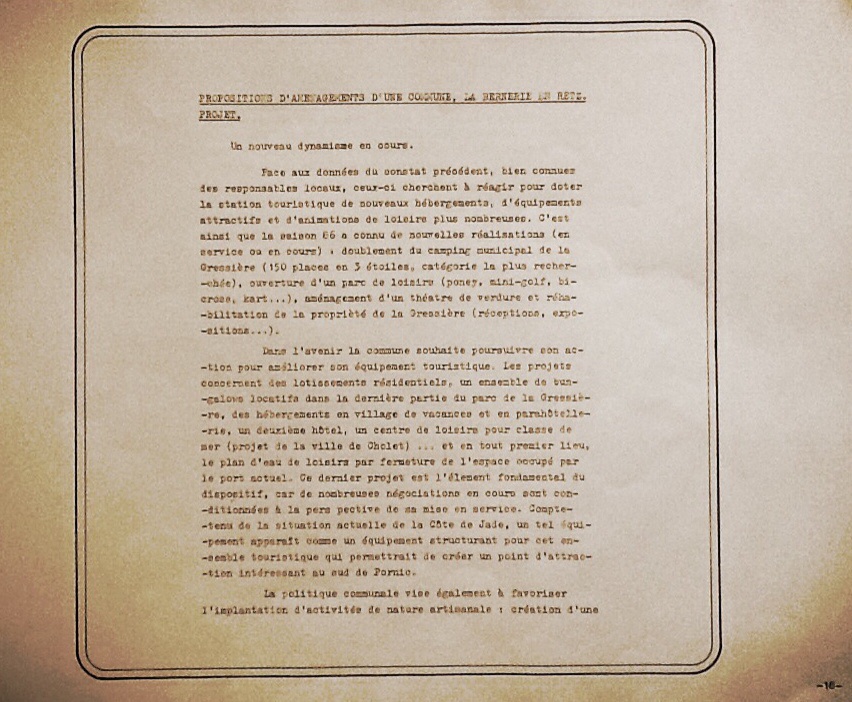 PROPOSITIONS D'AMENAGEMENTS D'UNE COMMUNE, LA BERNERIE EN RETZ.
PROJET.
Un nouveau dynamisme en cours.
Face aux données du constat précédent, bien connues
des responsables locaux, ceux-ci cherchent à réagir pour doter
la station touristique de nouveaux hébergements, d'équipements
attractifs et d'animations de loisirs plus nombreuses. C'est
ainsi que la saison 86 a connu de nouvelles réalisations (en
service ou en cours) : doublement du camping municipal de la
Gressière (150 places en 3 étoiles, catégorie la plus recher-
-chée), ouverture d'un parc de loisirs (poney, mini-golf, bi-
cross, kart...), aménagement d'un théatre de verdure et réha-
-bilitation de la propriété de la Gressière (réceptions, expo-
-sitions...).
Dans l'avenir la commune souhaite poursuivre son ac-
-tion pour améliorer son équipement touristique. Les projets
concernent des lotissements résidentiels, un ensemble de bun-
-galows locatifs dans la dernière partie du parc de la Gressiè-
-re, des hébergements en village de vacances et en parahôtelle-
-rie, un deuxième hôtel, un centre de loisirs pour classe de
mer (projet de la ville de Cholet) ... et en tout premier lieu,
le plan d'eau de loisirs par fermeture de l'espace occupé par
le port actuel. Ce dernier projet est l'élement fondamental du
dispositif, car de nombreuses négociations en cours sont con-
-ditionnées à la pers pective de sa mise en service. Compte-
-tenu de la situation actuelle de la Côte de Jade, un tel équi-
-pement apparaît comme un équipement structurant pour cet en-
-semble touristique qui permettrait de créer un point d'attrac-
-tion intéressant au sud de Pornic.
La politique communale vise également à favoriser
l'implantation d'activités de nature artisanale : création d'une
-16-